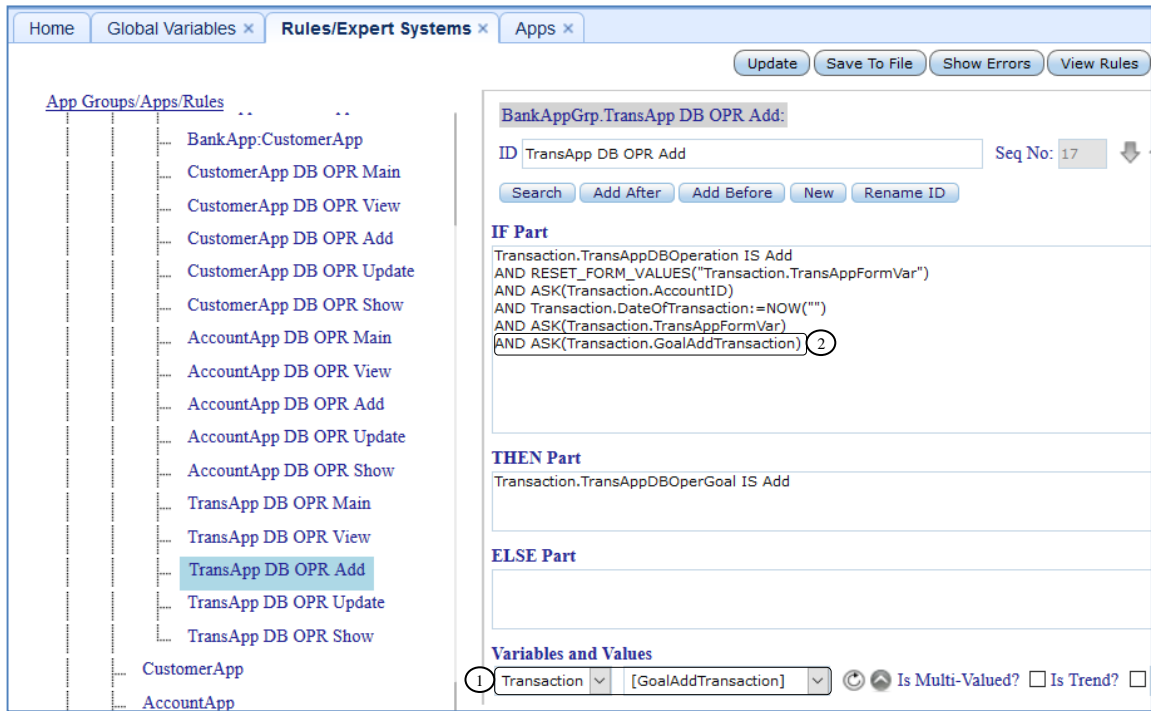 Home Global Variables × Rules/Expert Systems × Apps ×
Update Save To File Show Errors View Rules
App Groups/Apps/Rules
BankApp:CustomerApp
CustomerApp DB OPR Main
CustomerApp DB OPR View
CustomerApp DB OPR Add
CustomerApp DB OPR Update
CustomerApp DB OPR Show
AccountApp DB OPR Main
AccountApp DB OPR View
AccountApp DB OPR Add
AccountApp DB OPR Update
AccountApp DB OPR Show
TransApp DB OPR Main
TransApp DB OPR View
TransApp DB OPR Add
TransApp DB OPR Update
TransApp DB OPR Show
CustomerApp
AccountApp
BankAppGrp.TransApp DB OPR Add:
ID TransApp DB OPR Add Seq No: 17
Search Add After Add Before New Rename ID
IF Part
Transaction.TransAppDBOperation IS Add
AND RESET_FORM_VALUES("Transaction.TransAppFormVar")
AND ASK(Transaction.AccountID)
AND Transaction.DateOfTransaction:=NOW("")
AND ASK(Transaction.TransAppFormVar)
AND ASK(Transaction.GoalAddTransaction) 2
THEN Part
Transaction.TransAppDBOperGoal IS Add
ELSE Part
Variables and Values
1 Transaction [GoalAddTransaction] Is Multi-Valued? Is Trend?